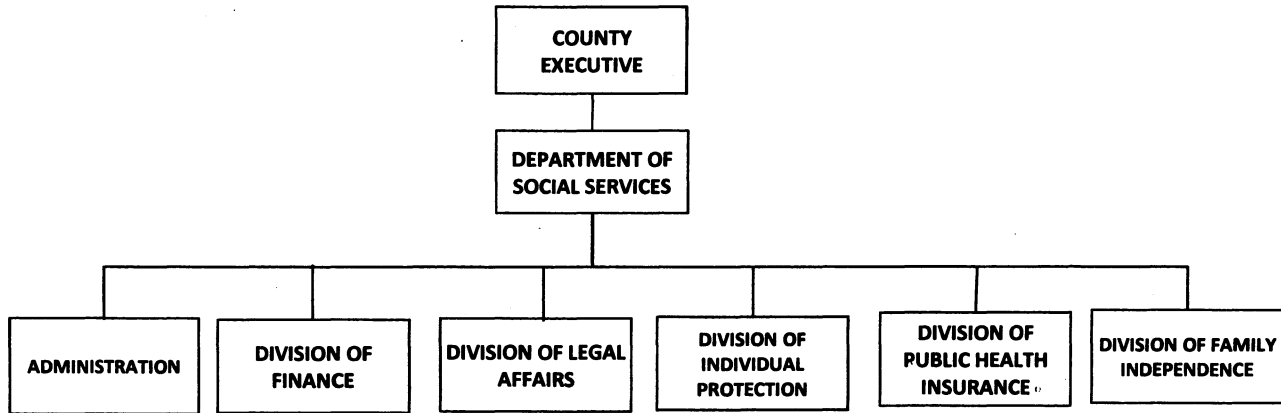 COUNTY
EXECUTIVE
DEPARTMENT OF
SOCIAL SERVICES
ADMINISTRATION
DIVISION OF
FINANCE
DIVISION OF LEGAL
AFFAIRS
DIVISION OF
INDIVIDUAL
PROTECTION
DIVISION OF
PUBLIC HEALTH
INSURANCE
DIVISION OF FAMILY
INDEPENDENCE